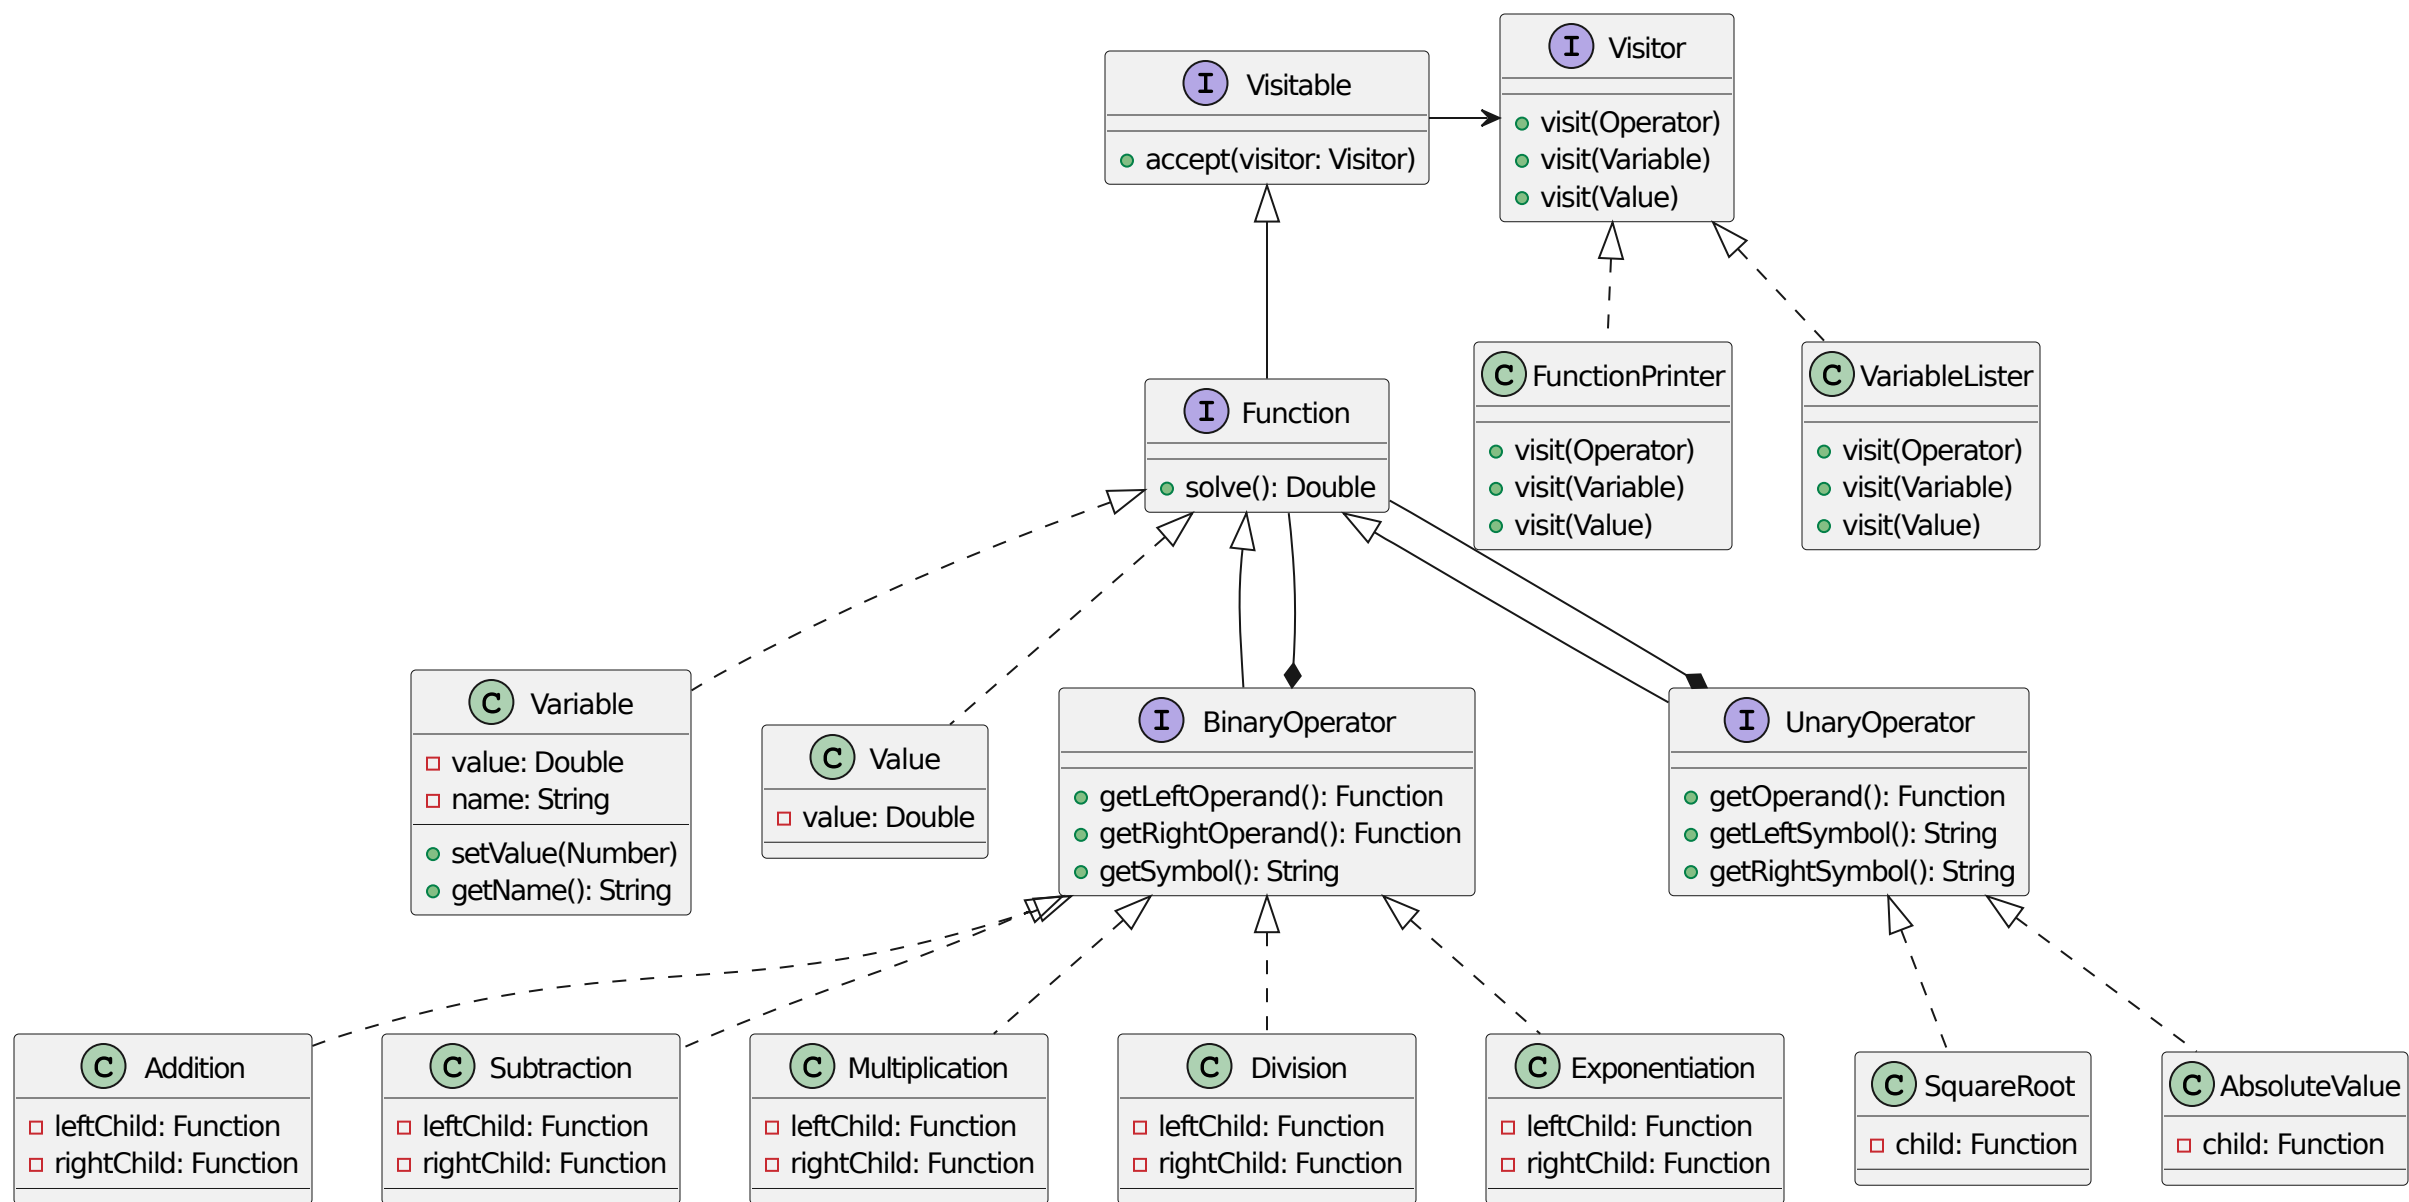 I Visitor
visit(Operator)
visit(Variable)
visit(Value)
I Visitable
accept(visitor: Visitor)
I Function
solve(): Double
C FunctionPrinter
visit(Operator)
visit(Variable)
visit(Value)
C VariableLister
visit(Operator)
visit(Variable)
visit(Value)
C Variable
value: Double
name: String
setValue(Number)
getName(): String
C Value
value: Double
I BinaryOperator
getLeftOperand(): Function
getRightOperand(): Function
getSymbol(): String
I UnaryOperator
getOperand(): Function
getLeftSymbol(): String
getRightSymbol(): String
C Addition
leftChild: Function
rightChild: Function
C Subtraction
leftChild: Function
rightChild: Function
C Multiplication
leftChild: Function
rightChild: Function
C Division
leftChild: Function
rightChild: Function
C Exponentiation
leftChild: Function
rightChild: Function
C SquareRoot
child: Function
C AbsoluteValue
child: Function